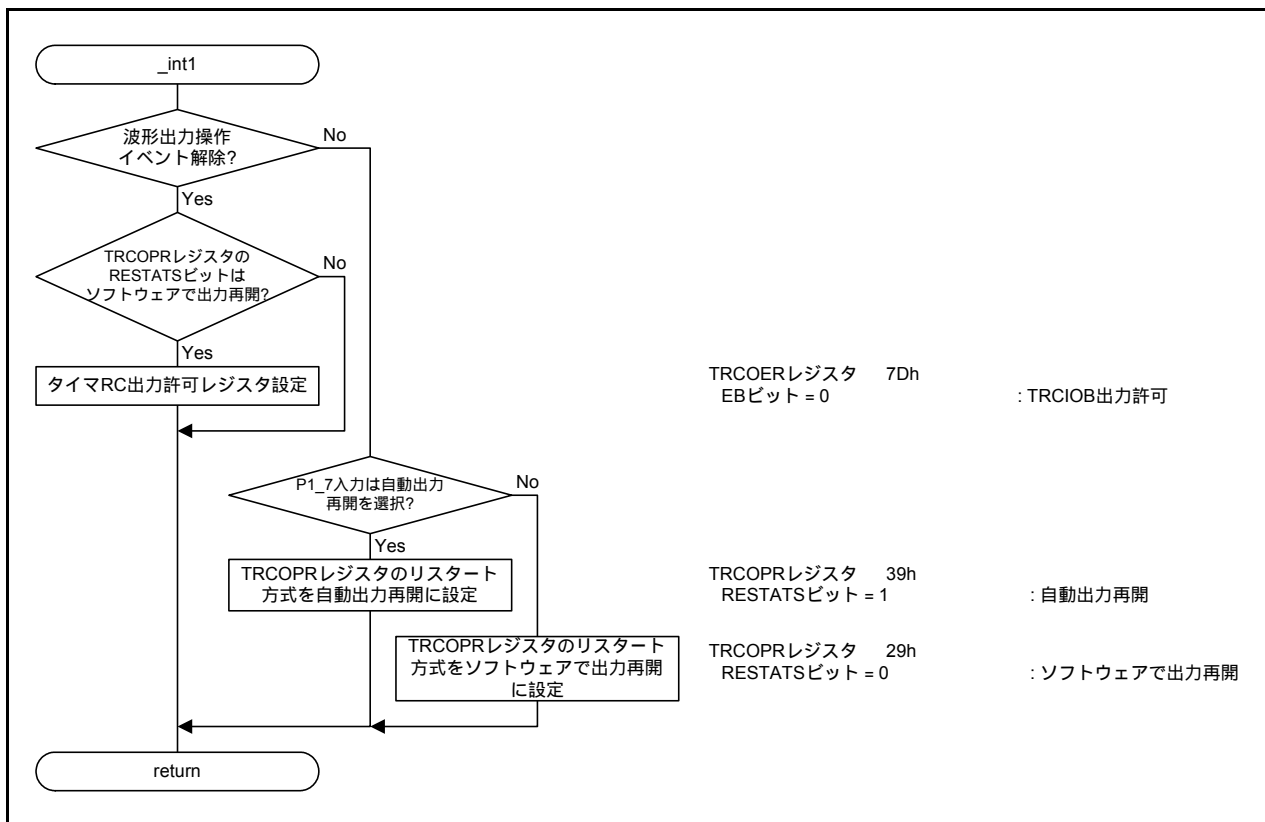 _int1
波形出力操作
イベント解除?
No
Yes
TRCOPRレジスタの
RESTATSビットは
ソフトウェアで出力再開?
No
Yes
タイマRC出力許可レジスタ設定
TRCOERレジスタ 7Dh
EBビット = 0 : TRCIOB出力許可
P1_7入力は自動出力
再開を選択?
No
Yes
TRCOPRレジスタのリスタート
方式を自動出力再開に設定
TRCOPRレジスタ 39h
RESTATSビット = 1 : 自動出力再開
TRCOPRレジスタのリスタート
方式をソフトウェアで出力再開
に設定
TRCOPRレジスタ 29h
RESTATSビット = 0 : ソフトウェアで出力再開
return